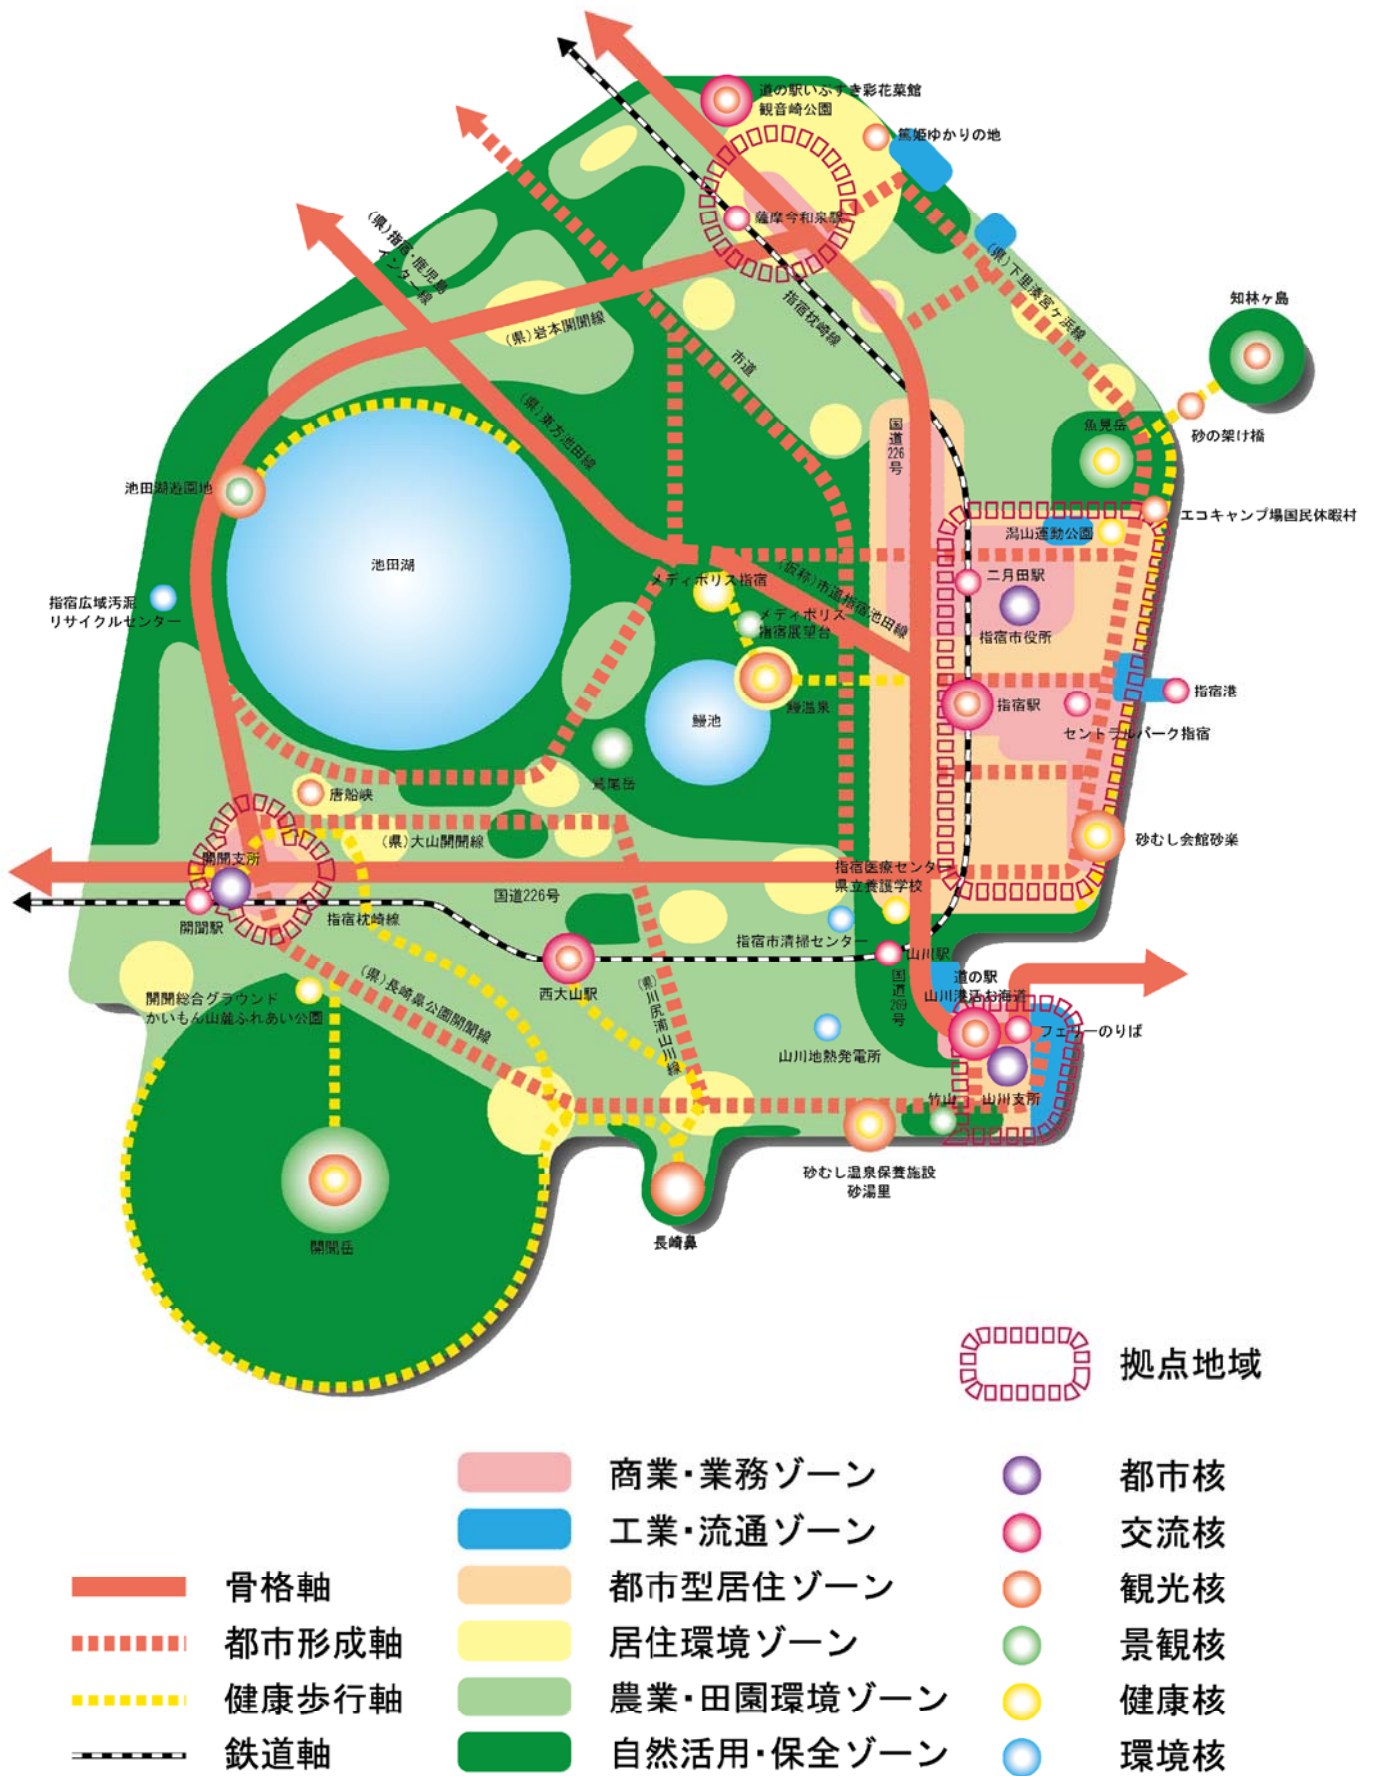 道の駅いぶすき彩花菜館
観音崎公園
篤姫ゆかりの地
薩摩今和泉駅
(県)指宿・鹿児島
インター線
(県)岩本開聞線
指宿枕崎線
(県)下里湊宮ヶ浜線
知林ヶ島
市道
(県)東方池田線
国道226号
魚見岳
砂の架け橋
池田湖遊園地
エコキャンプ場国民休暇村
潟山運動公園
池田湖
二月田駅
メディポリス指宿
(仮称)市道指宿池田線
指宿広域汚泥
リサイクルセンター
メディポリス
指宿展望台
指宿市役所
鰻温泉
指宿駅
指宿港
鰻池
セントラルパーク指宿
鷲尾岳
唐船峡
(県)大山開聞線
砂むし会館砂楽
開聞支所
指宿医療センター
県立養護学校
国道226号
開聞駅
指宿枕崎線
指宿市清掃センター
山川駅
西大山駅
(県)長崎鼻公園開聞線
(県)川尻浦山川線
国道269号
道の駅
山川港活お海道
開聞総合グラウンド
かいもん山麓ふれあい公園
山川地熱発電所
フェリーのりば
竹山
山川支所
砂むし温泉保養施設
砂湯里
長崎鼻
開聞岳
拠点地域
商業・業務ゾーン
都市核
工業・流通ゾーン
交流核
骨格軸
都市型居住ゾーン
観光核
都市形成軸
居住環境ゾーン
景観核
健康歩行軸
農業・田園環境ゾーン
健康核
鉄道軸
自然活用・保全ゾーン
環境核